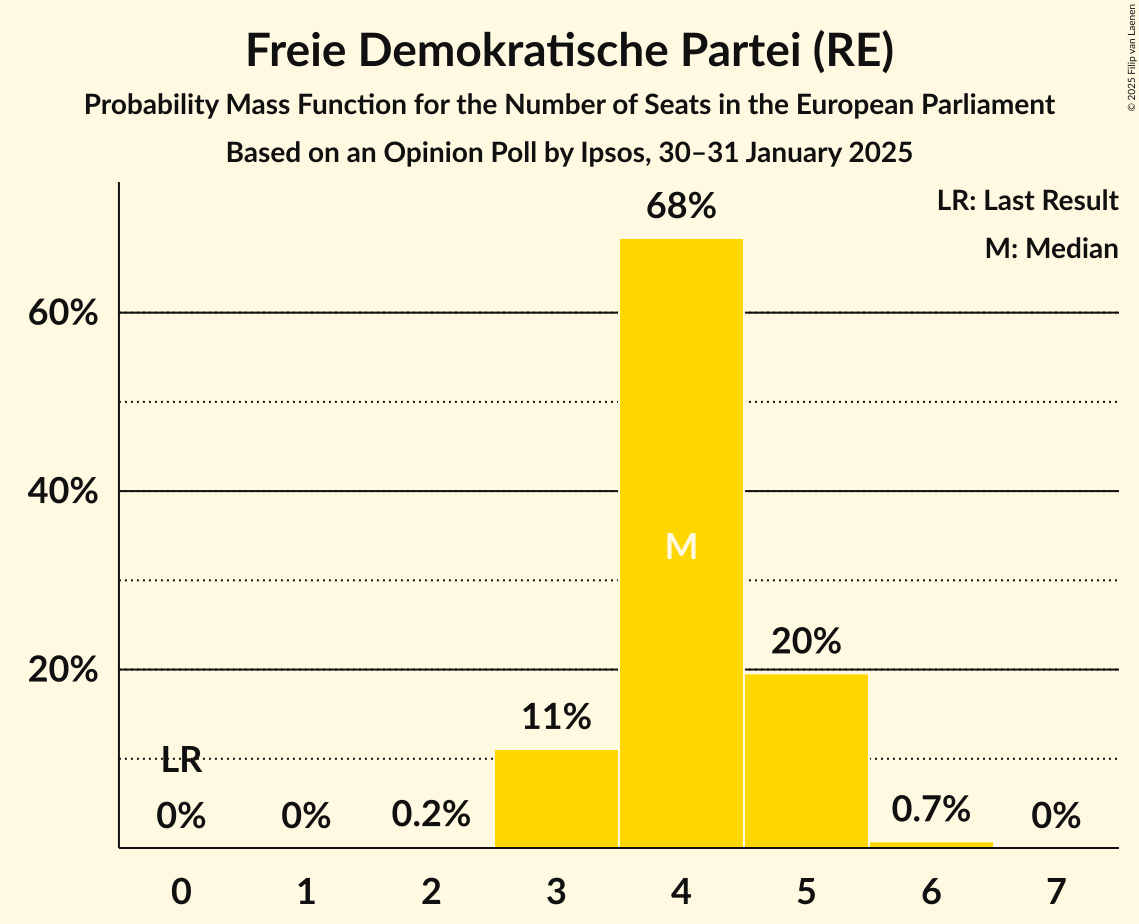 Freie Demokratische Partei (RE)
Probability Mass Function for the Number of Seats in the European Parliament
Based on an Opinion Poll by Ipsos, 30–31 January 2025
© 2025 Filip van Laenen
LR: Last Result
M: Median
68%
60%
40%
M
20%
20%
11%
LR
0%
0%
0.2%
0.7%
0%
0 1 2 3 4 5 6 7